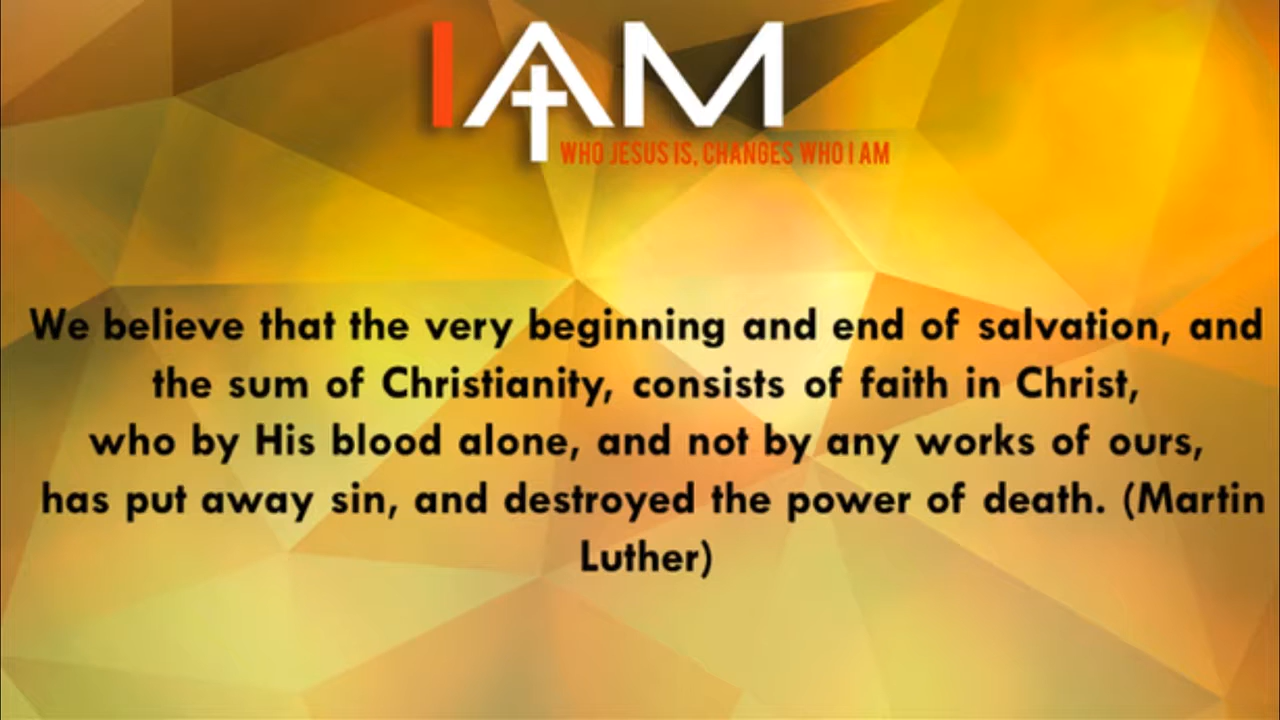 I AM
WHO JESUS IS, CHANGES WHO I AM
We believe that the very beginning and end of salvation, and
the sum of Christianity, consists of faith in Christ,
who by His blood alone, and not by any works of ours,
has put away sin, and destroyed the power of death. (Martin
Luther)